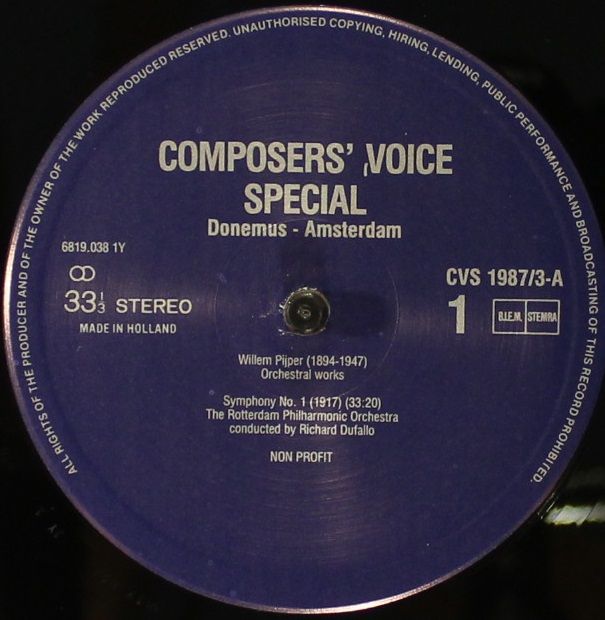 ALL RIGHTS OF THE PRODUCER AND OF THE OWNER OF THE WORK REPRODUCED RESERVED. UNAUTHORISED COPYING, HIRING, LENDING, PUBLIC PERFORMANCE AND BROADCASTING OF THIS RECORD PROHIBITED.
COMPOSERS' VOICE
SPECIAL
Donemus - Amsterdam
6819.038 1Y
33 1/3 STEREO
MADE IN HOLLAND
CVS 1987/3-A
1
B.I.E.M. STEMRA
Willem Pijper (1894-1947)
Orchestral works
Symphony No. 1 (1917) (33:20)
The Rotterdam Philharmonic Orchestra
conducted by Richard Dufallo
NON PROFIT